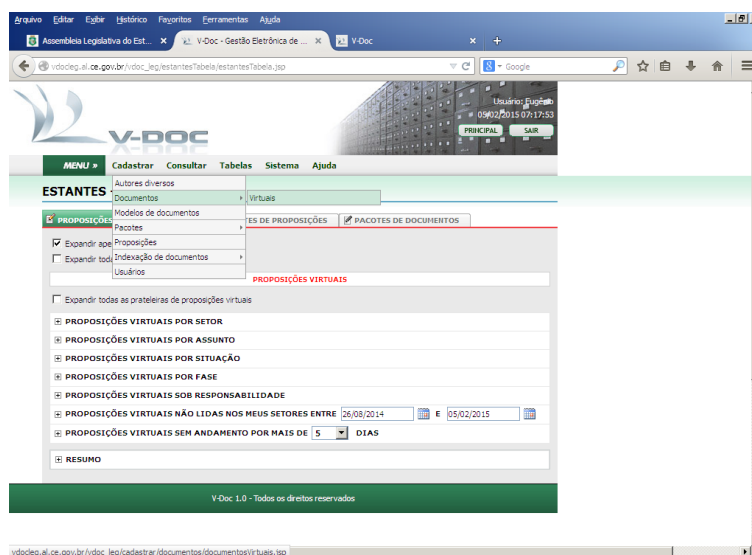 Arquivo Editar Exibir Histórico Favoritos Ferramentas Ajuda
Assembleia Legislativa do Est... × V-Doc - Gestão Eletrônica de ... × V-Doc × +
vdocleg.al.ce.gov.br/vdoc_leg/estantesTabela/estantesTabela.jsp Google
Usuário: Eugênio
05/02/2015 07:17:53
V-DOC
PRINCIPAL SAIR
MENU » Cadastrar Consultar Tabelas Sistema Ajuda
Autores diversos
ESTANTES
Documentos Virtuais
Modelos de documentos
PROPOSIÇÕES ES DE PROPOSIÇÕES PACOTES DE DOCUMENTOS
Pacotes
Expandir ape Proposições
Expandir toda Indexação de documentos
Usuários
PROPOSIÇÕES VIRTUAIS
Expandir todas as prateleiras de proposições virtuais
PROPOSIÇÕES VIRTUAIS POR SETOR
PROPOSIÇÕES VIRTUAIS POR ASSUNTO
PROPOSIÇÕES VIRTUAIS POR SITUAÇÃO
PROPOSIÇÕES VIRTUAIS POR FASE
PROPOSIÇÕES VIRTUAIS SOB RESPONSABILIDADE
PROPOSIÇÕES VIRTUAIS NÃO LIDAS NOS MEUS SETORES ENTRE 26/08/2014 E 05/02/2015
PROPOSIÇÕES VIRTUAIS SEM ANDAMENTO POR MAIS DE 5 DIAS
RESUMO
V-Doc 1.0 - Todos os direitos reservados
vdocleg.al.ce.gov.br/vdoc_leg/cadastrar/documentos/documentosVirtuais.jsp